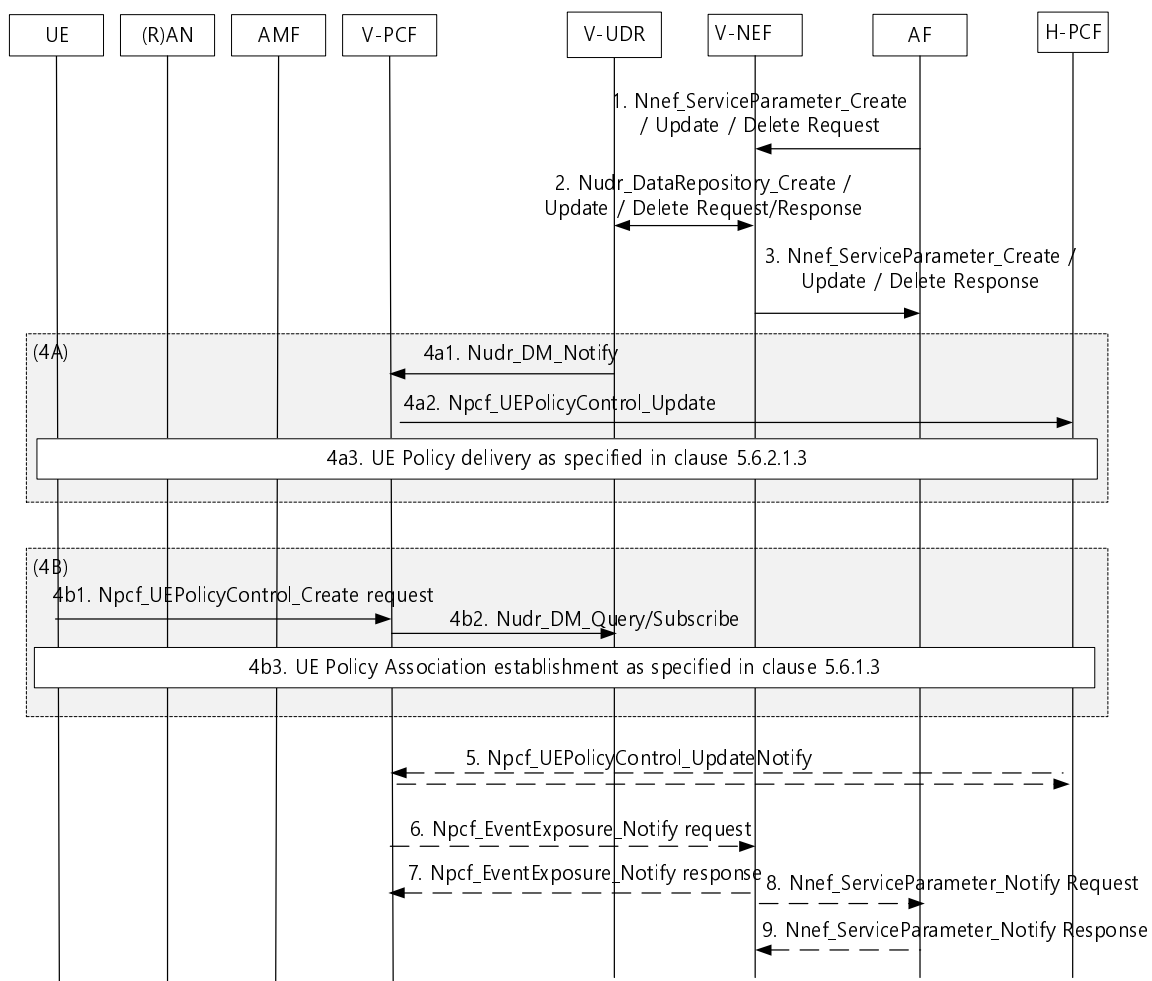 UE
(R)AN
AMF
V-PCF
V-UDR
V-NEF
AF
H-PCF
1. Nnef_ServiceParameter_Create
/ Update / Delete Request
2. Nudr_DataRepository_Create /
Update / Delete Request/Response
3. Nnef_ServiceParameter_Create /
Update / Delete Response
(4A)
4a1. Nudr_DM_Notify
4a2. Npcf_UEPolicyControl_Update
4a3. UE Policy delivery as specified in clause 5.6.2.1.3
(4B)
4b1. Npcf_UEPolicyControl_Create request
4b2. Nudr_DM_Query/Subscribe
4b3. UE Policy Association establishment as specified in clause 5.6.1.3
5. Npcf_UEPolicyControl_UpdateNotify
6. Npcf_EventExposure_Notify request
7. Npcf_EventExposure_Notify response
8. Nnef_ServiceParameter_Notify Request
9. Nnef_ServiceParameter_Notify Response